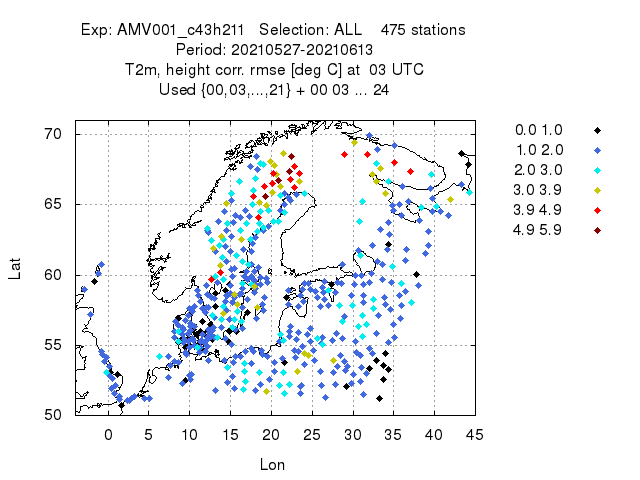 Exp: AMV001_c43h211 Selection: ALL 475 stations
Period: 20210527-20210613
T2m, height corr. rmse [deg C] at 03 UTC
Used {00,03,...,21} + 00 03 ... 24
70
65
60
55
50
Lat
0 5 10 15 20 25 30 35 40 45
Lon
0.0 1.0
1.0 2.0
2.0 3.0
3.0 3.9
3.9 4.9
4.9 5.9